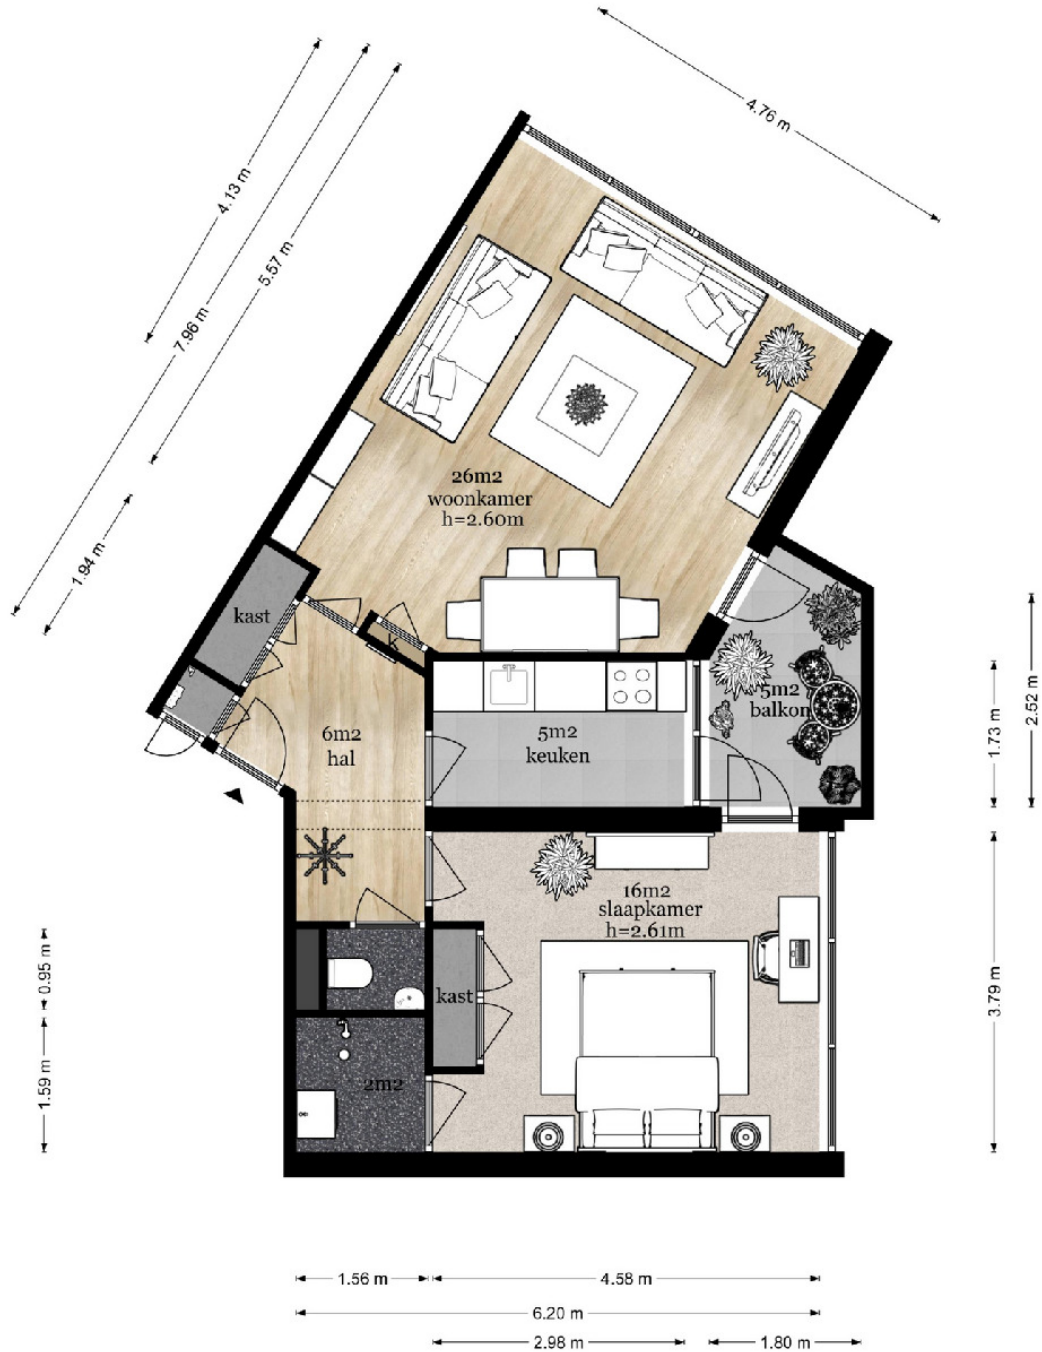 4.76 m
4.13 m
5.57 m
7.96 m
26m2
woonkamer
h=2.60m
1.94 m
kast
k
2.52 m
5m2
balkon
6m2
hal
5m2
keuken
1.73 m
16m2
slaapkamer
h=2.61m
0.95 m
kast
3.79 m
1.59 m
2m2
1.56 m
4.58 m
6.20 m
2.98 m
1.80 m